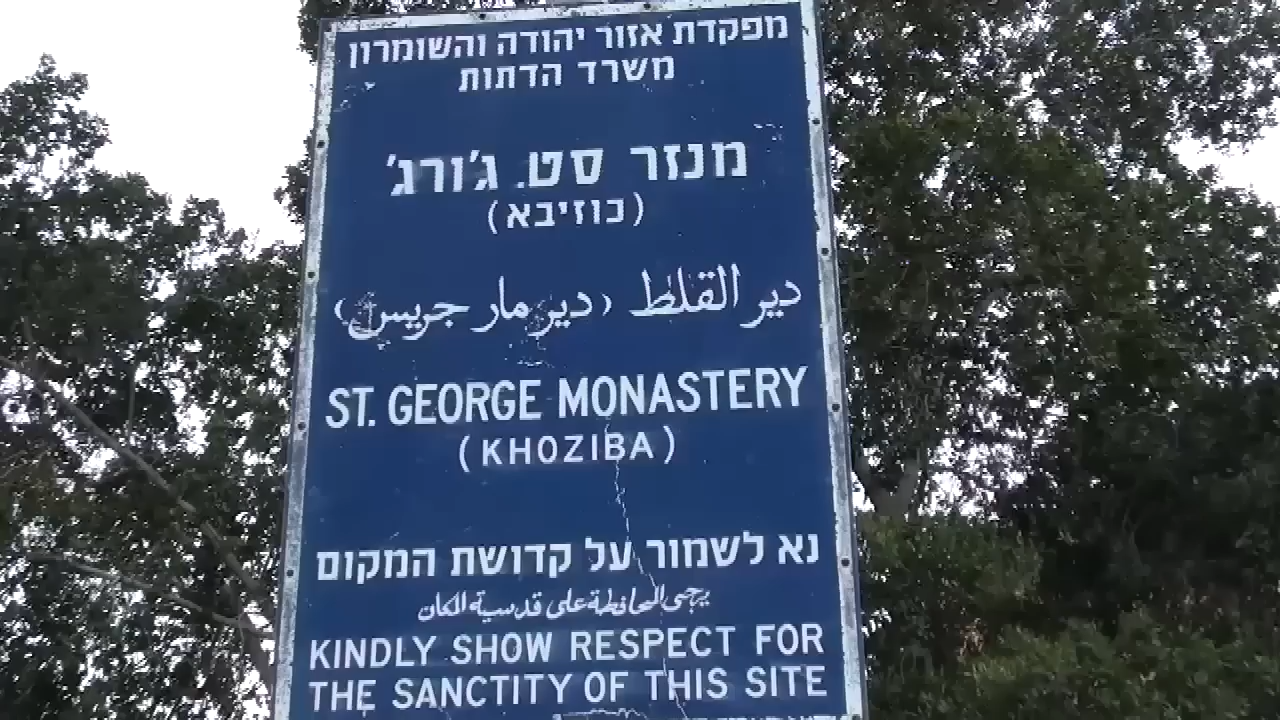 מפקדת אזור יהודה והשומרון
משרד הדתות
מנזר סט. ג'ורג'
(כוזיבא)
دير القلط (دير مار جريس)
ST. GEORGE MONASTERY
(KHOZIBA)
נא לשמור על קדושת המקום
يرجى المحافظة على قدسية المكان
KINDLY SHOW RESPECT FOR
THE SANCTITY OF THIS SITE